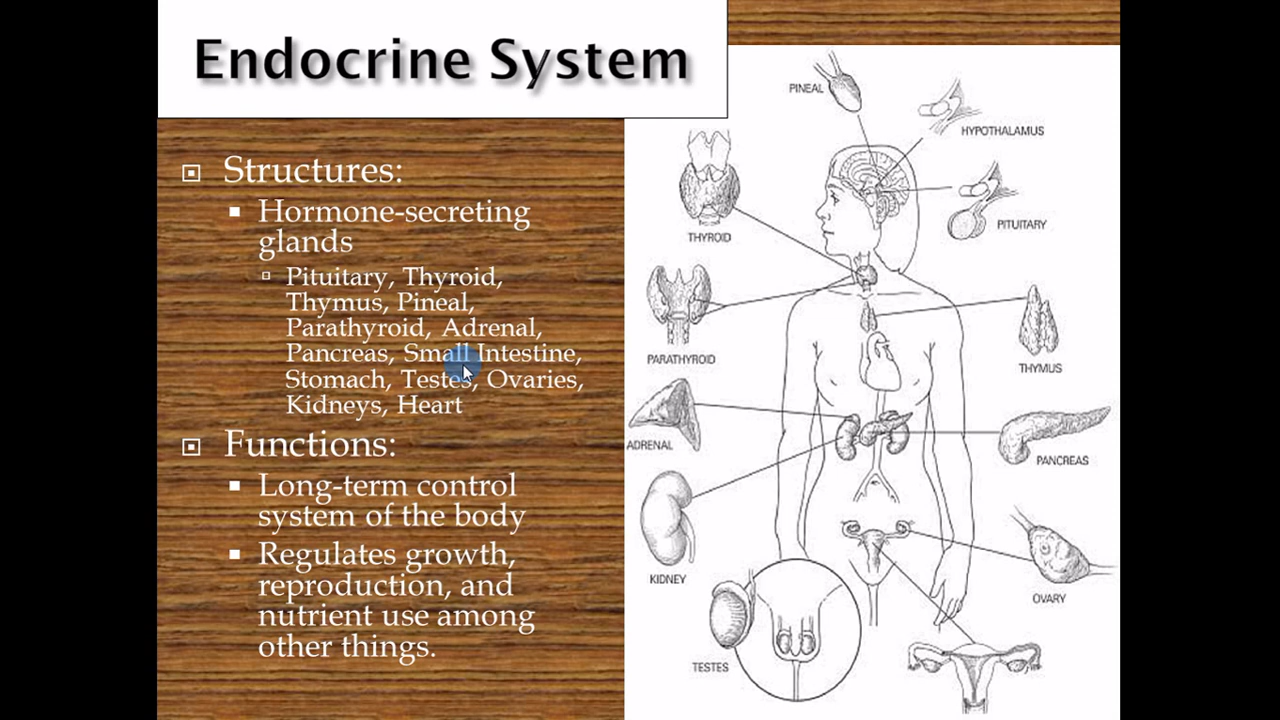 Endocrine System
Structures:
Hormone-secreting
glands
Pituitary, Thyroid,
Thymus, Pineal,
Parathyroid, Adrenal,
Pancreas, Small Intestine,
Stomach, Testes, Ovaries,
Kidneys, Heart
Functions:
Long-term control
system of the body
Regulates growth,
reproduction, and
nutrient use among
other things.
PINEAL
HYPOTHALAMUS
PITUITARY
THYROID
PARATHYROID
THYMUS
ADRENAL
PANCREAS
KIDNEY
OVARY
TESTES